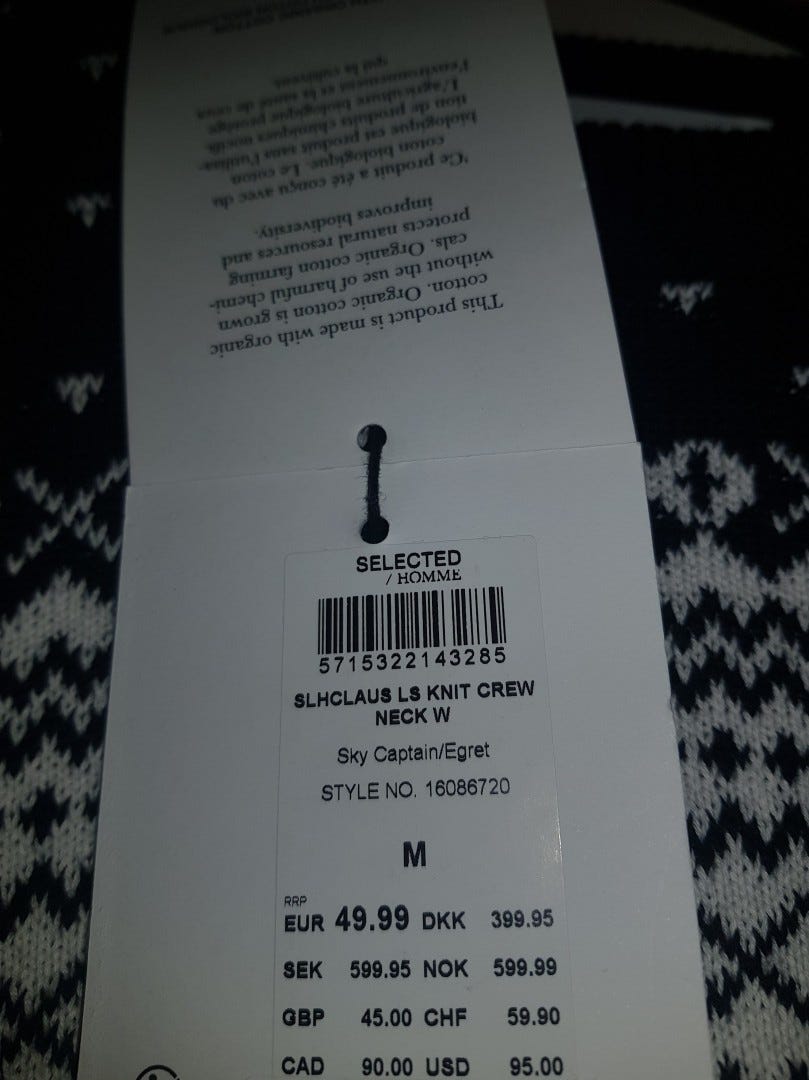 This product is made with organic
cotton. Organic cotton is grown
without the use of harmful chemi-
cals. Organic cotton farming
protects natural resources and
improves biodiversity.
'Ce produit a été conçu avec du
coton biologique. Le coton
biologique est produit sans l'utilisa-
tion de produits chimiques nocifs.
L'agriculture biologique protège
l'environnement et la santé de ceux
qui la cultivent.
SELECTED
/ HOMME
5715322143285
SLHCLAUS LS KNIT CREW
NECK W
Sky Captain/Egret
STYLE NO. 16086720
M
RRP
EUR 49.99 DKK 399.95
SEK 599.95 NOK 599.99
GBP 45.00 CHF 59.90
CAD 90.00 USD 95.00